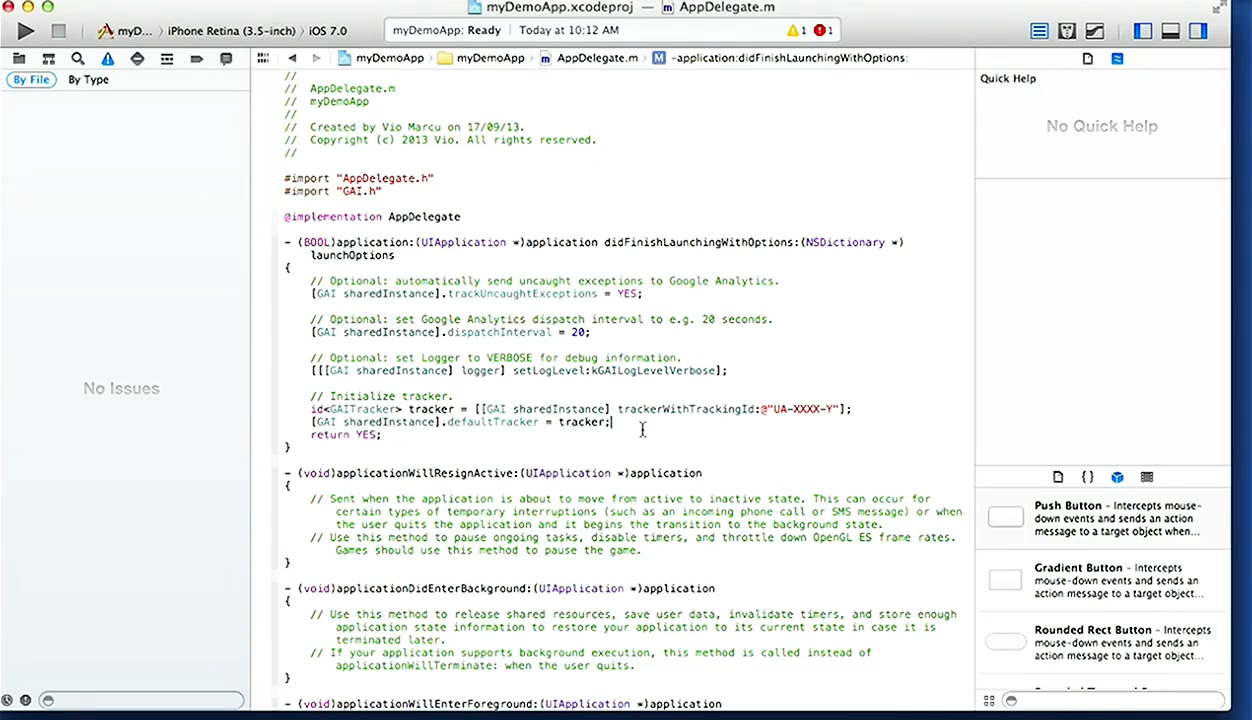 myDemoApp.xcodeproj — AppDelegate.m
myD... 〉 iPhone Retina (3.5-inch) 〉 iOS 7.0
myDemoApp: Ready Today at 10:12 AM 1 1
myDemoApp 〉 myDemoApp 〉 AppDelegate.m 〉 M -application:didFinishLaunchingWithOptions:
By File By Type
No Issues
//
// AppDelegate.m
// myDemoApp
//
// Created by Vio Marcu on 17/09/13.
// Copyright (c) 2013 Vio. All rights reserved.
//
#import "AppDelegate.h"
#import "GAI.h"
@implementation AppDelegate
- (BOOL)application:(UIApplication *)application didFinishLaunchingWithOptions:(NSDictionary *)
launchOptions
{
// Optional: automatically send uncaught exceptions to Google Analytics.
[GAI sharedInstance].trackUncaughtExceptions = YES;
// Optional: set Google Analytics dispatch interval to e.g. 20 seconds.
[GAI sharedInstance].dispatchInterval = 20;
// Optional: set Logger to VERBOSE for debug information.
[[[GAI sharedInstance] logger] setLogLevel:kGAILogLevelVerbose];
// Initialize tracker.
id<GAITracker> tracker = [[GAI sharedInstance] trackerWithTrackingId:@"UA-XXXX-Y"];
[GAI sharedInstance].defaultTracker = tracker;
return YES;
}
- (void)applicationWillResignActive:(UIApplication *)application
{
// Sent when the application is about to move from active to inactive state. This can occur for
certain types of temporary interruptions (such as an incoming phone call or SMS message) or when
the user quits the application and it begins the transition to the background state.
// Use this method to pause ongoing tasks, disable timers, and throttle down OpenGL ES frame rates.
Games should use this method to pause the game.
}
- (void)applicationDidEnterBackground:(UIApplication *)application
{
// Use this method to release shared resources, save user data, invalidate timers, and store enough
application state information to restore your application to its current state in case it is
terminated later.
// If your application supports background execution, this method is called instead of
applicationWillTerminate: when the user quits.
}
- (void)applicationWillEnterForeground:(UIApplication *)application
Quick Help
No Quick Help
{ }
Push Button – Intercepts mouse-
down events and sends an action
message to a target object when...
Gradient Button – Intercepts
mouse-down events and sends an
action message to a target object...
Rounded Rect Button – Intercepts
mouse-down events and sends an
action message to a target object...